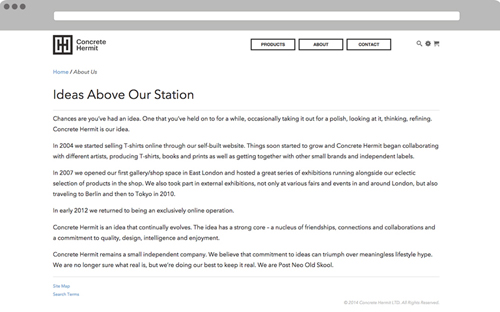 Concrete
Hermit
PRODUCTS
ABOUT
CONTACT
Home / About Us
Ideas Above Our Station
Chances are you've had an idea. One that you've held on to for a while, occasionally taking it out for a polish, looking at it, thinking, refining.
Concrete Hermit is our idea.
In 2004 we started selling T-shirts online through our self-built website. Things soon started to grow and Concrete Hermit began collaborating
with different artists, producing T-shirts, books and prints as well as getting together with other small brands and independent labels.
In 2007 we opened our first gallery/shop space in East London and hosted a great series of exhibitions running alongside our eclectic
selection of products in the shop. We also took part in external exhibitions, not only at various fairs and events in and around London, but also
traveling to Berlin and then to Tokyo in 2010.
In early 2012 we returned to being an exclusively online operation.
Concrete Hermit is an idea that continually evolves. The idea has a strong core – a nucleus of friendships, connections and collaborations and
a commitment to quality, design, intelligence and enjoyment.
Concrete Hermit remains a small independent company. We believe that commitment to ideas can triumph over meaningless lifestyle hype.
We are no longer sure what real is, but we're doing our best to keep it real. We are Post Neo Old Skool.
Site Map
Search Terms
© 2014 Concrete Hermit LTD. All Rights Reserved.